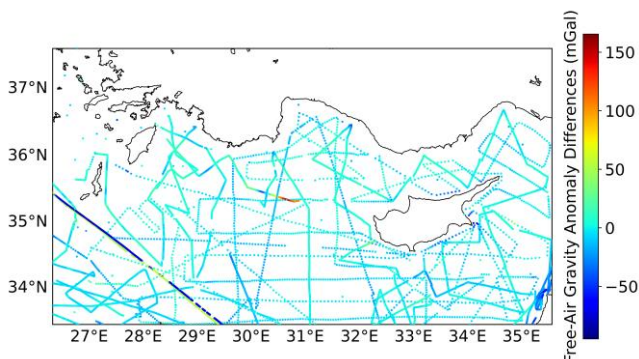 37°N
36°N
35°N
34°N
27°E 28°E 29°E 30°E 31°E 32°E 33°E 34°E 35°E
150
100
50
0
−50
Free-Air Gravity Anomaly Differences (mGal)